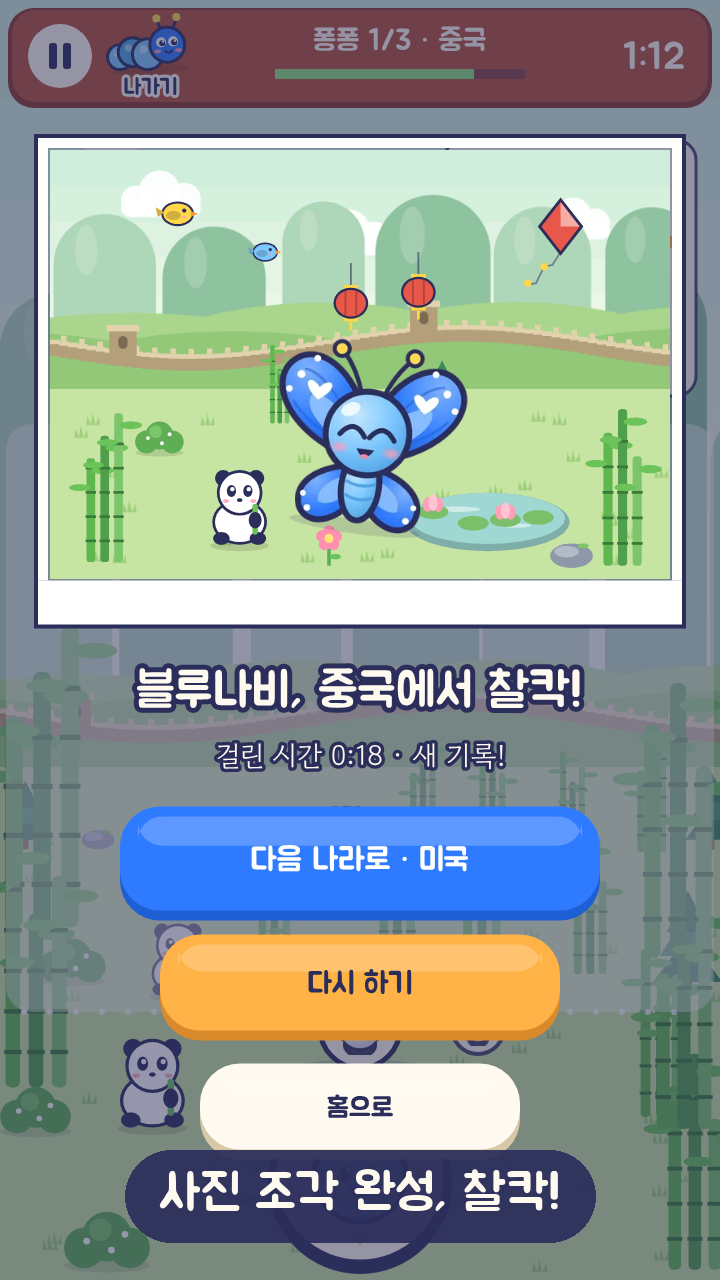 퐁퐁 1/3 · 중국
1:12
나가기
블루나비, 중국에서 찰칵!
걸린 시간 0:18 · 새 기록!
다음 나라로 · 미국
다시 하기
홈으로
사진 조각 완성, 찰칵!